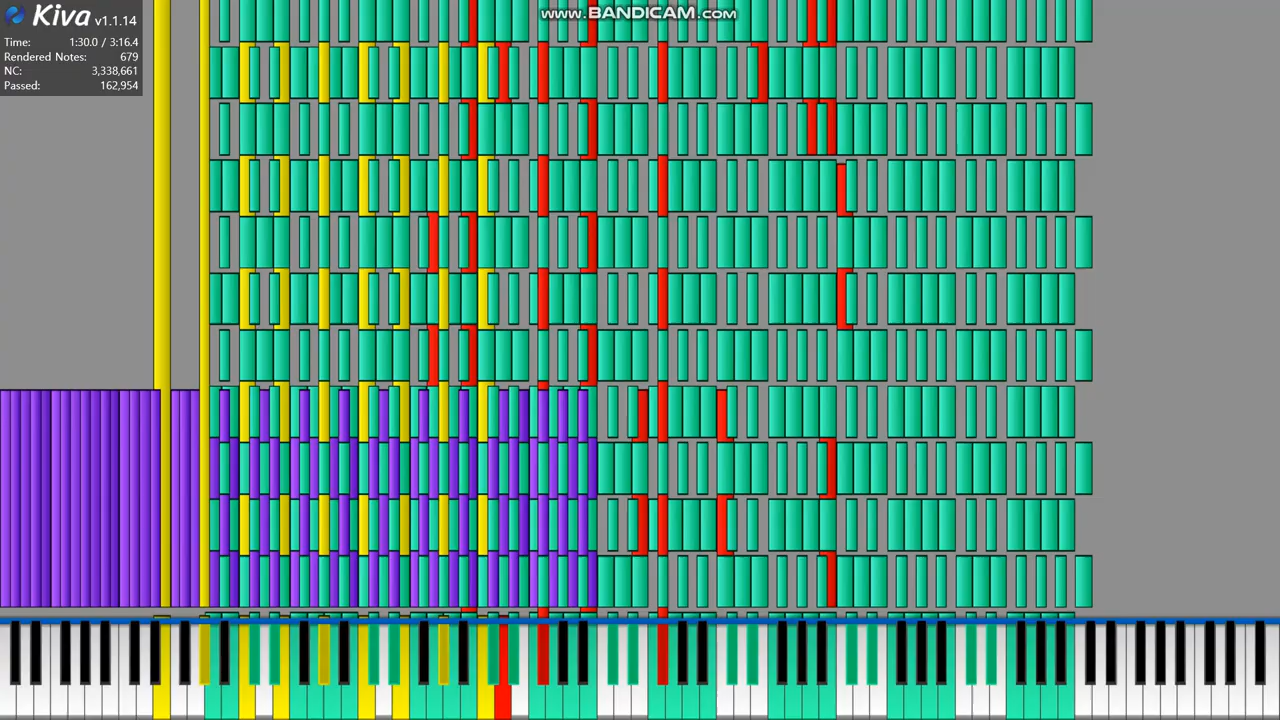 Kiva v1.1.14
www.BANDICAM.com
Time: 1:30.0 / 3:16.4
Rendered Notes: 679
NC: 3,338,661
Passed: 162,954